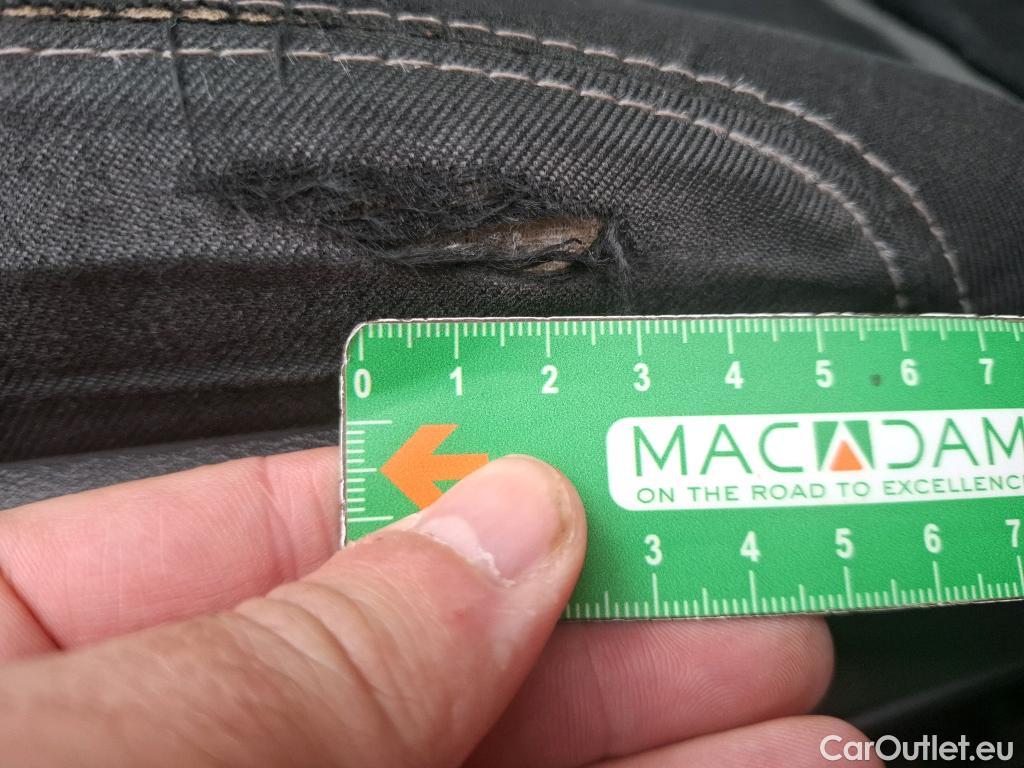 0 1 2 3 4 5 6 7
MACADAM
ON THE ROAD TO EXCELLENCE
3 4 5 6 7
CarOutlet.eu